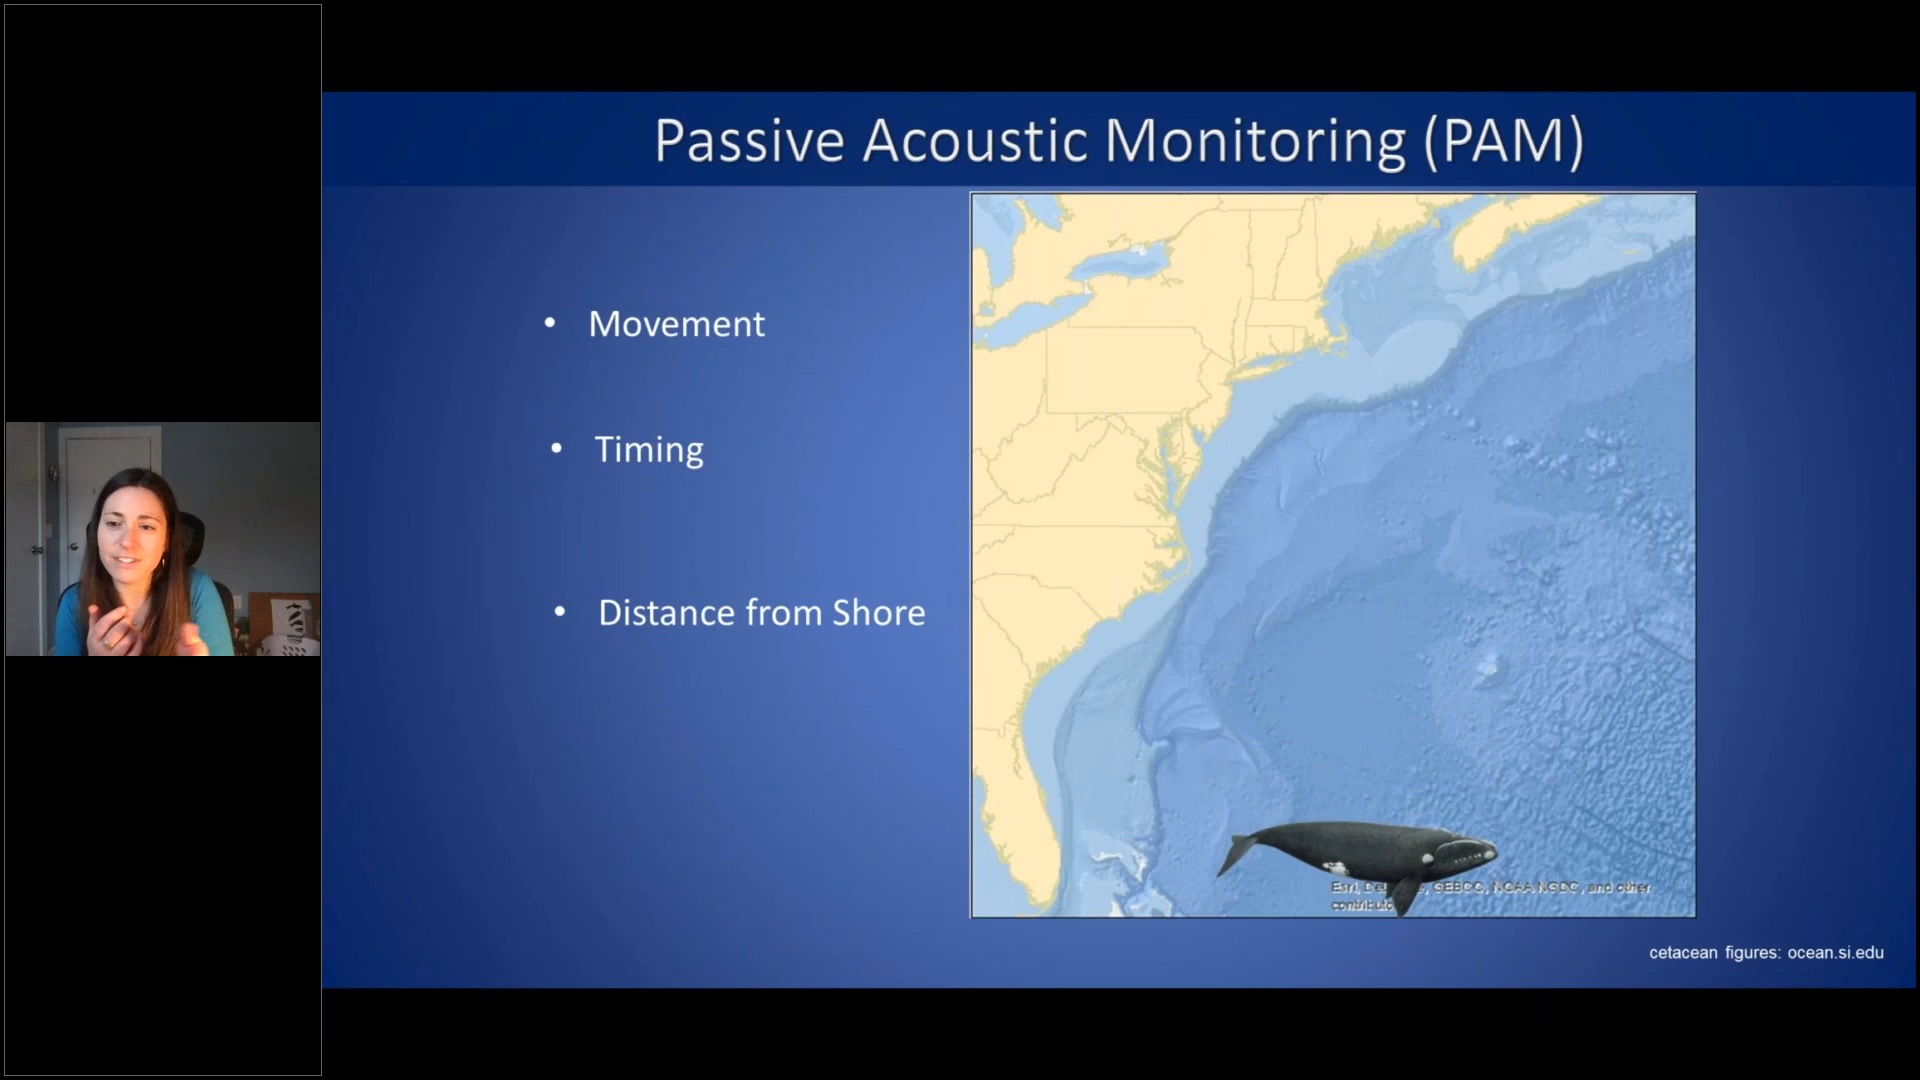 Passive Acoustic Monitoring (PAM)
• Movement
• Timing
• Distance from Shore
GEBCO, NOAA NGDC, and other
cetacean figures: ocean.si.edu